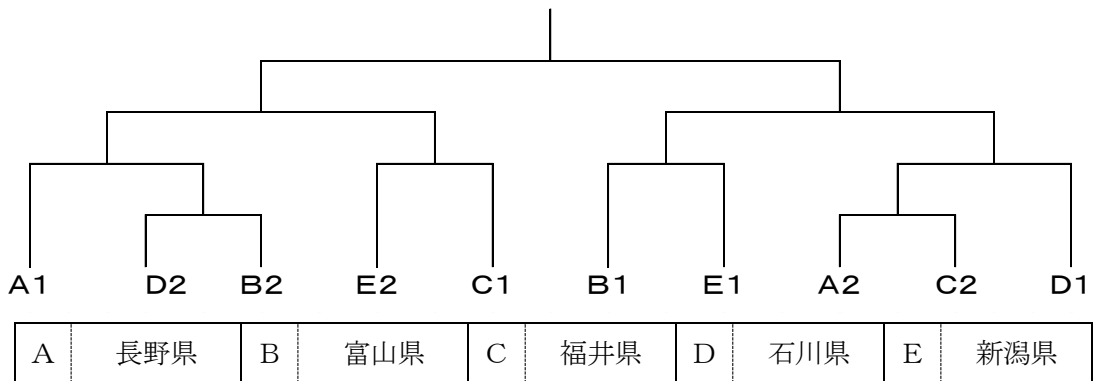 A1 D2 B2 E2 C1 B1 E1 A2 C2 D1
A 長野県 B 富山県 C 福井県 D 石川県 E 新潟県